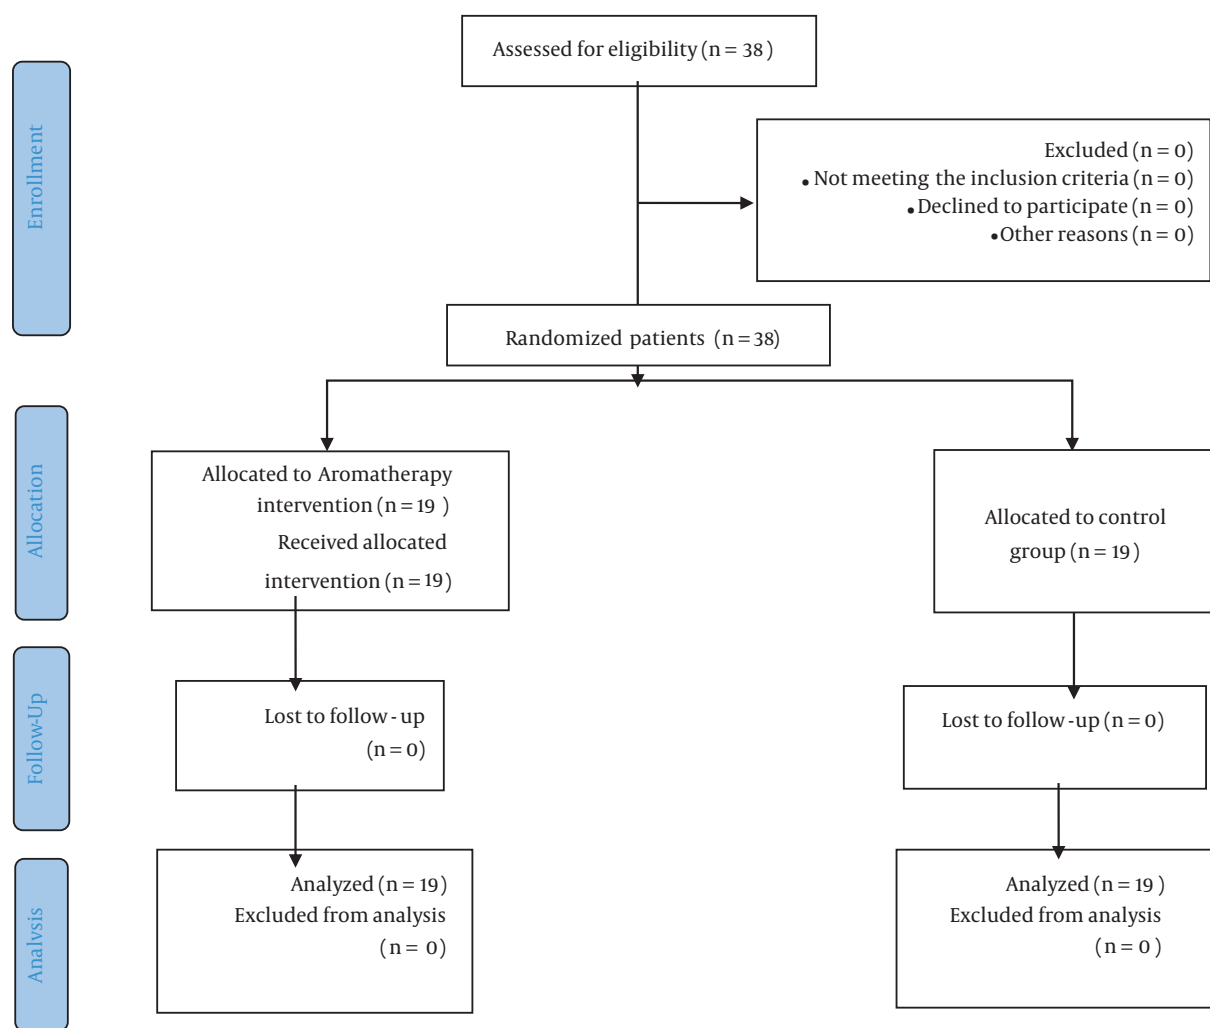 Assessed for eligibility (n = 38)
Enrollment
Excluded (n = 0)
• Not meeting the inclusion criteria (n = 0)
• Declined to participate (n = 0)
• Other reasons (n = 0)
Randomized patients (n = 38)
Allocation
Allocated to Aromatherapy
intervention (n = 19 )
Received allocated
intervention (n = 19)
Allocated to control
group (n = 19)
Follow-Up
Lost to follow - up
(n = 0)
Lost to follow -up (n = 0)
Analysis
Analyzed (n = 19)
Excluded from analysis
(n = 0)
Analyzed (n = 19 )
Excluded from analysis
(n = 0 )